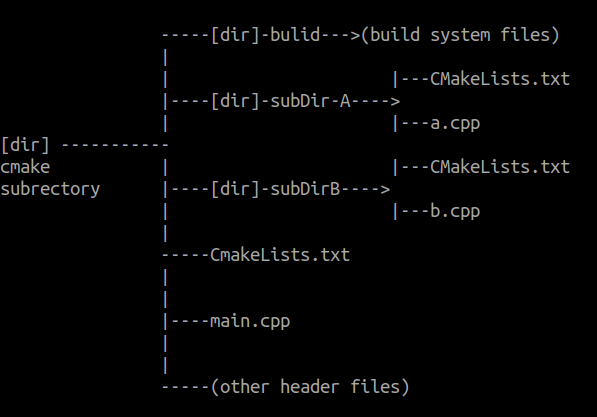 -----[dir]-bulid--->(build system files)
|
|                      |---CMakeLists.txt
|----[dir]-subDir-A---->
|                      |---a.cpp
[dir] -----------
cmake           |                      |---CMakeLists.txt
subrectory      |----[dir]-subDirB---->
|                      |---b.cpp
|
-----CmakeLists.txt
|
|
|----main.cpp
|
|
-----(other header files)